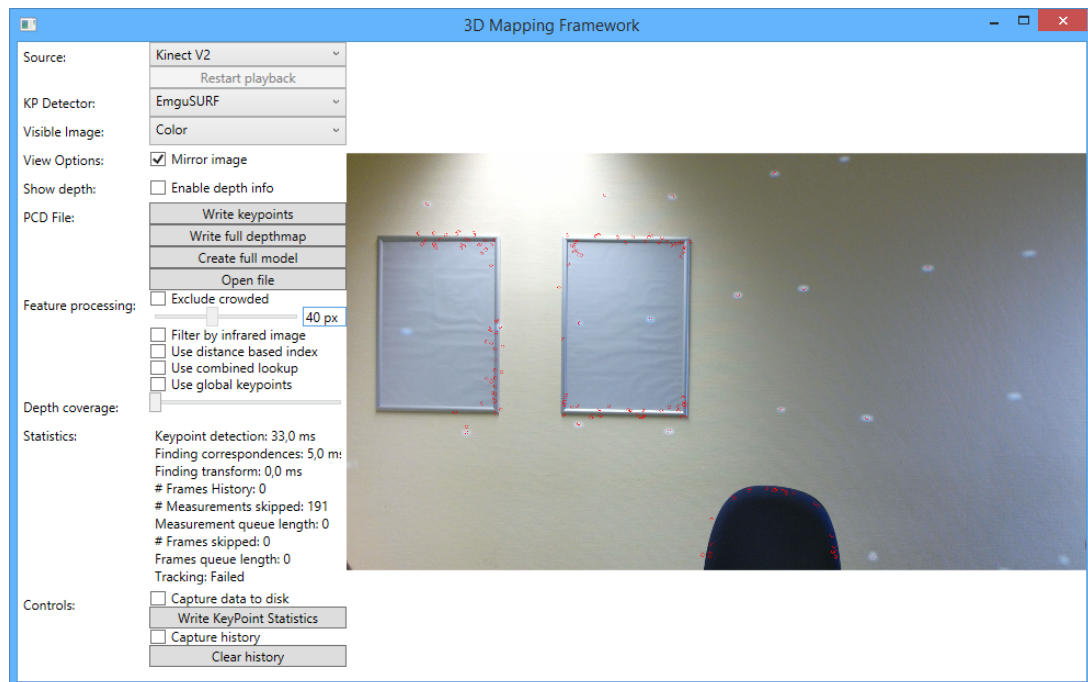 3D Mapping Framework
Source: Kinect V2
Restart playback
KP Detector: EmguSURF
Visible Image: Color
View Options: Mirror image
Show depth: Enable depth info
PCD File: Write keypoints
Write full depthmap
Create full model
Open file
Feature processing: Exclude crowded
40 px
Filter by infrared image
Use distance based index
Use combined lookup
Use global keypoints
Depth coverage:
Statistics: Keypoint detection: 33,0 ms
Finding correspondences: 5,0 ms
Finding transform: 0,0 ms
# Frames History: 0
# Measurements skipped: 191
Measurement queue length: 0
# Frames skipped: 0
Frames queue length: 0
Tracking: Failed
Controls: Capture data to disk
Write KeyPoint Statistics
Capture history
Clear history